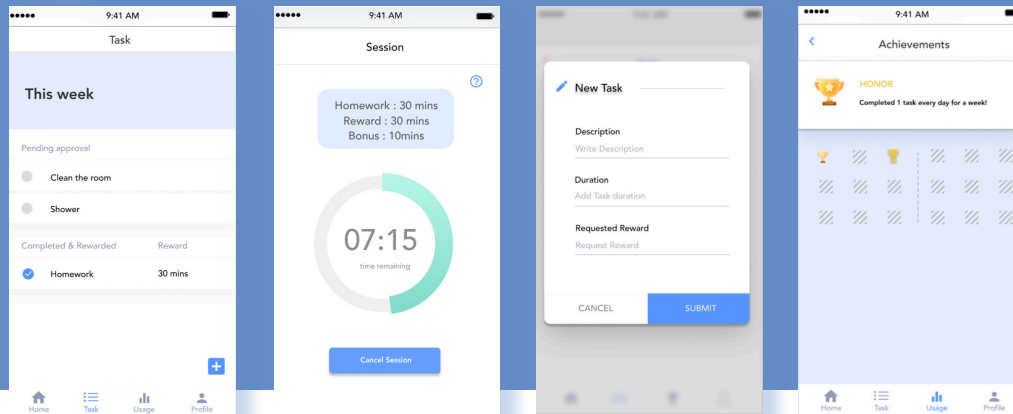 9:41 AM
Task
This week
Pending approval
Clean the room
Shower
Completed & Rewarded Reward
Homework 30 mins
Home Task Usage Profile
9:41 AM
Session
Homework : 30 mins
Reward : 30 mins
Bonus : 10mins
07:15
time remaining
Cancel Session
New Task
Description
Write Description
Duration
Add Task duration
Requested Reward
Request Reward
CANCEL SUBMIT
9:41 AM
Achievements
HONOR
Completed 1 task every day for a week!
Home Task Usage Profile